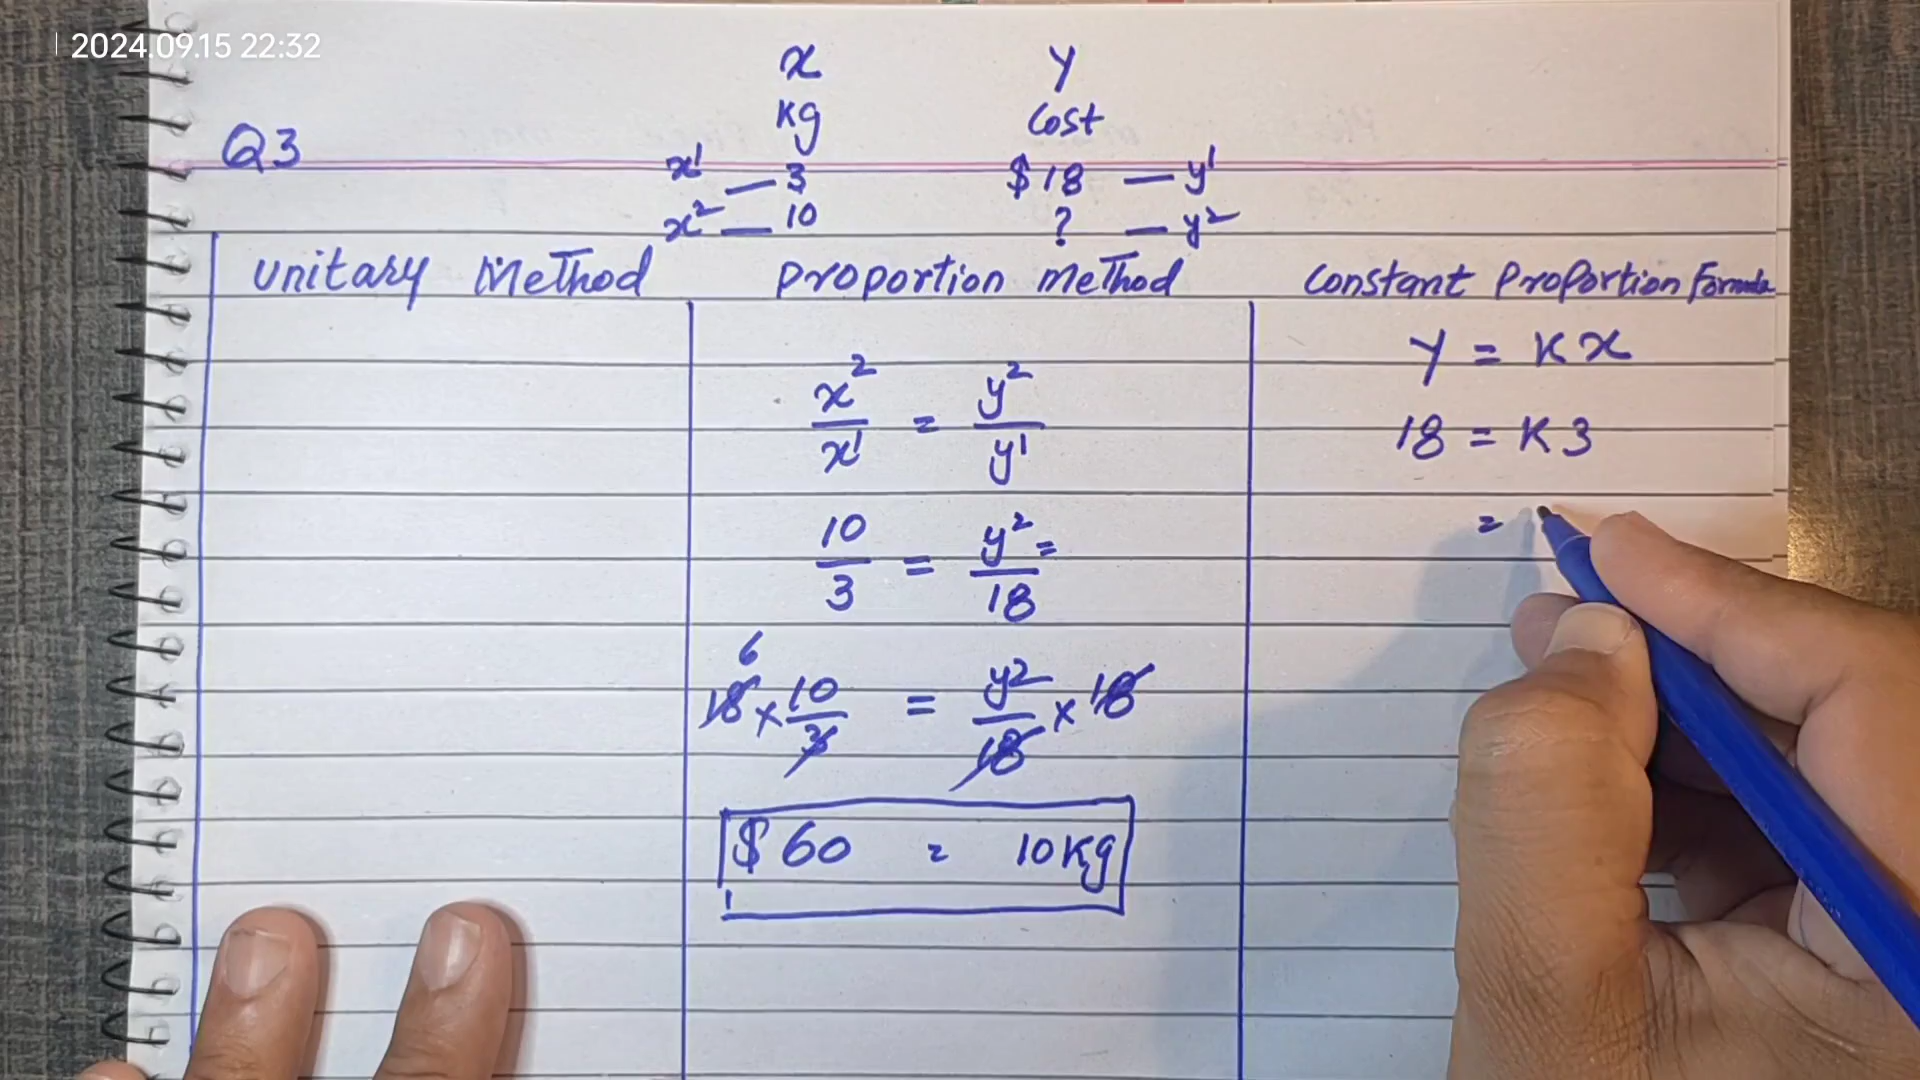 2024.09.15 22:32
x y
kg Cost
Q3
x1 — 3 $18 — y1
x2 — 10 ? — y2
Unitary Method
Proportion Method
x2/x1 = y2/y1
10/3 = y2/18 =
6
18 × 10/3 = y2/18 × 18
$60 = 10kg
Constant Proportion Formula
y = Kx
18 = K3
=